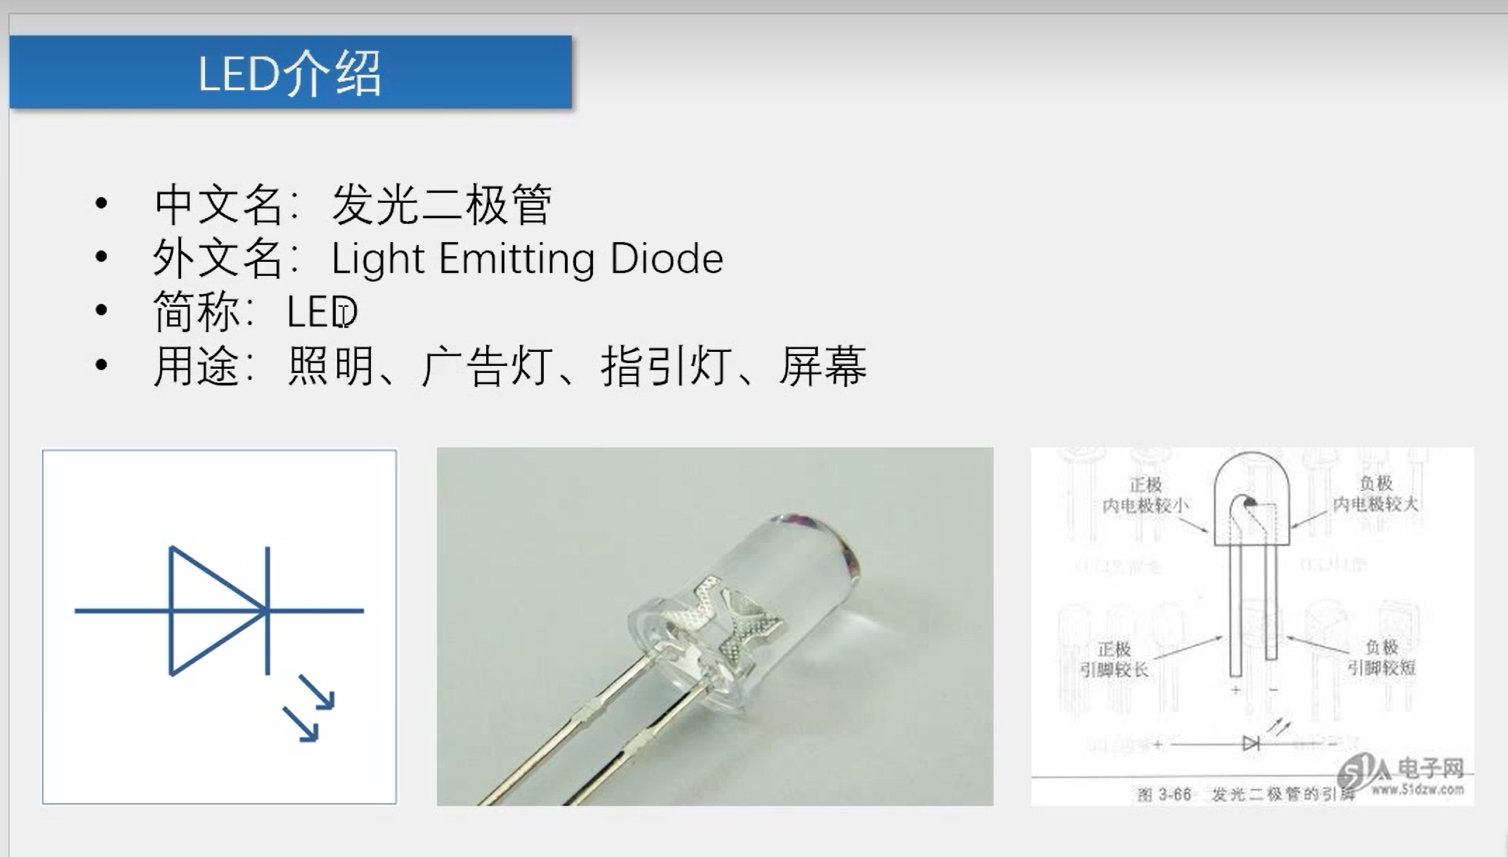 LED介绍
• 中文名：发光二极管
• 外文名：Light Emitting Diode
• 简称：LED
• 用途：照明、广告灯、指引灯、屏幕
正极
内电极较小
负极
内电极较大
正极
引脚较长
负极
引脚较短
+ −
+ −
51A 电子网
www.51dzw.com
图 3-66 发光二极管的引脚